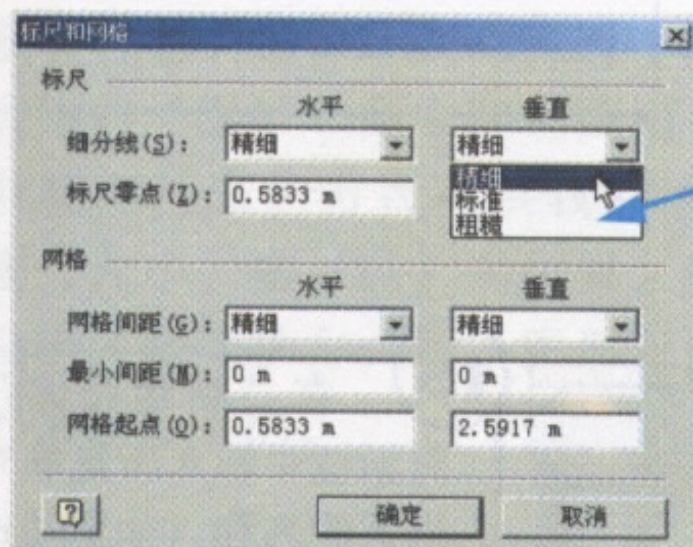 标尺和网格
标尺
水平 垂直
细分线(S): 精细 精细
精细
标尺零点(Z): 0.5833 m 标准
粗糙
网格
水平 垂直
网格间距(G): 精细 精细
最小间距(M): 0 m 0 m
网格起点(O): 0.5833 m 2.5917 m
确定 取消